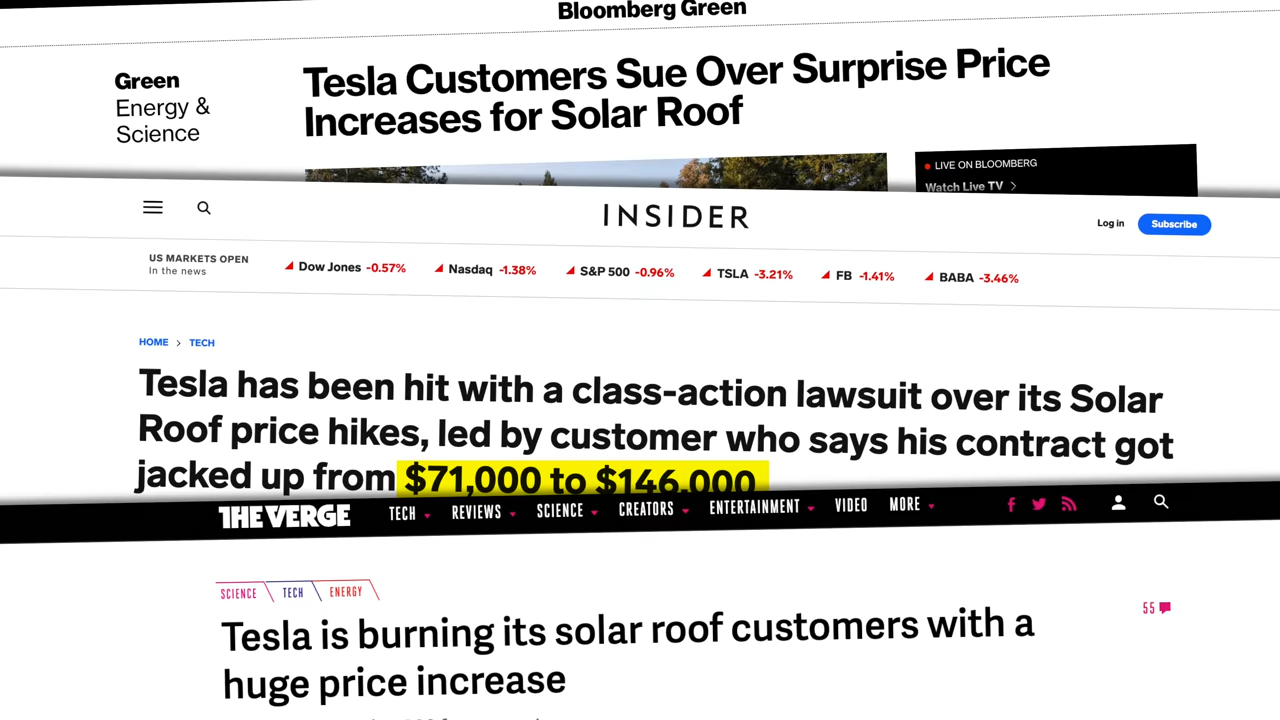 Bloomberg Green
Green
Energy &
Science
Tesla Customers Sue Over Surprise Price
Increases for Solar Roof
LIVE ON BLOOMBERG
Watch Live TV
INSIDER
Log in
Subscribe
US MARKETS OPEN
In the news
Dow Jones -0.57%
Nasdaq -1.38%
S&P 500 -0.96%
TSLA -3.21%
FB -1.41%
BABA -3.46%
HOME > TECH
Tesla has been hit with a class-action lawsuit over its Solar
Roof price hikes, led by customer who says his contract got
jacked up from $71,000 to $146,000
THE VERGE
TECH
REVIEWS
SCIENCE
CREATORS
ENTERTAINMENT
VIDEO
MORE
SCIENCE
TECH
ENERGY
55
Tesla is burning its solar roof customers with a
huge price increase